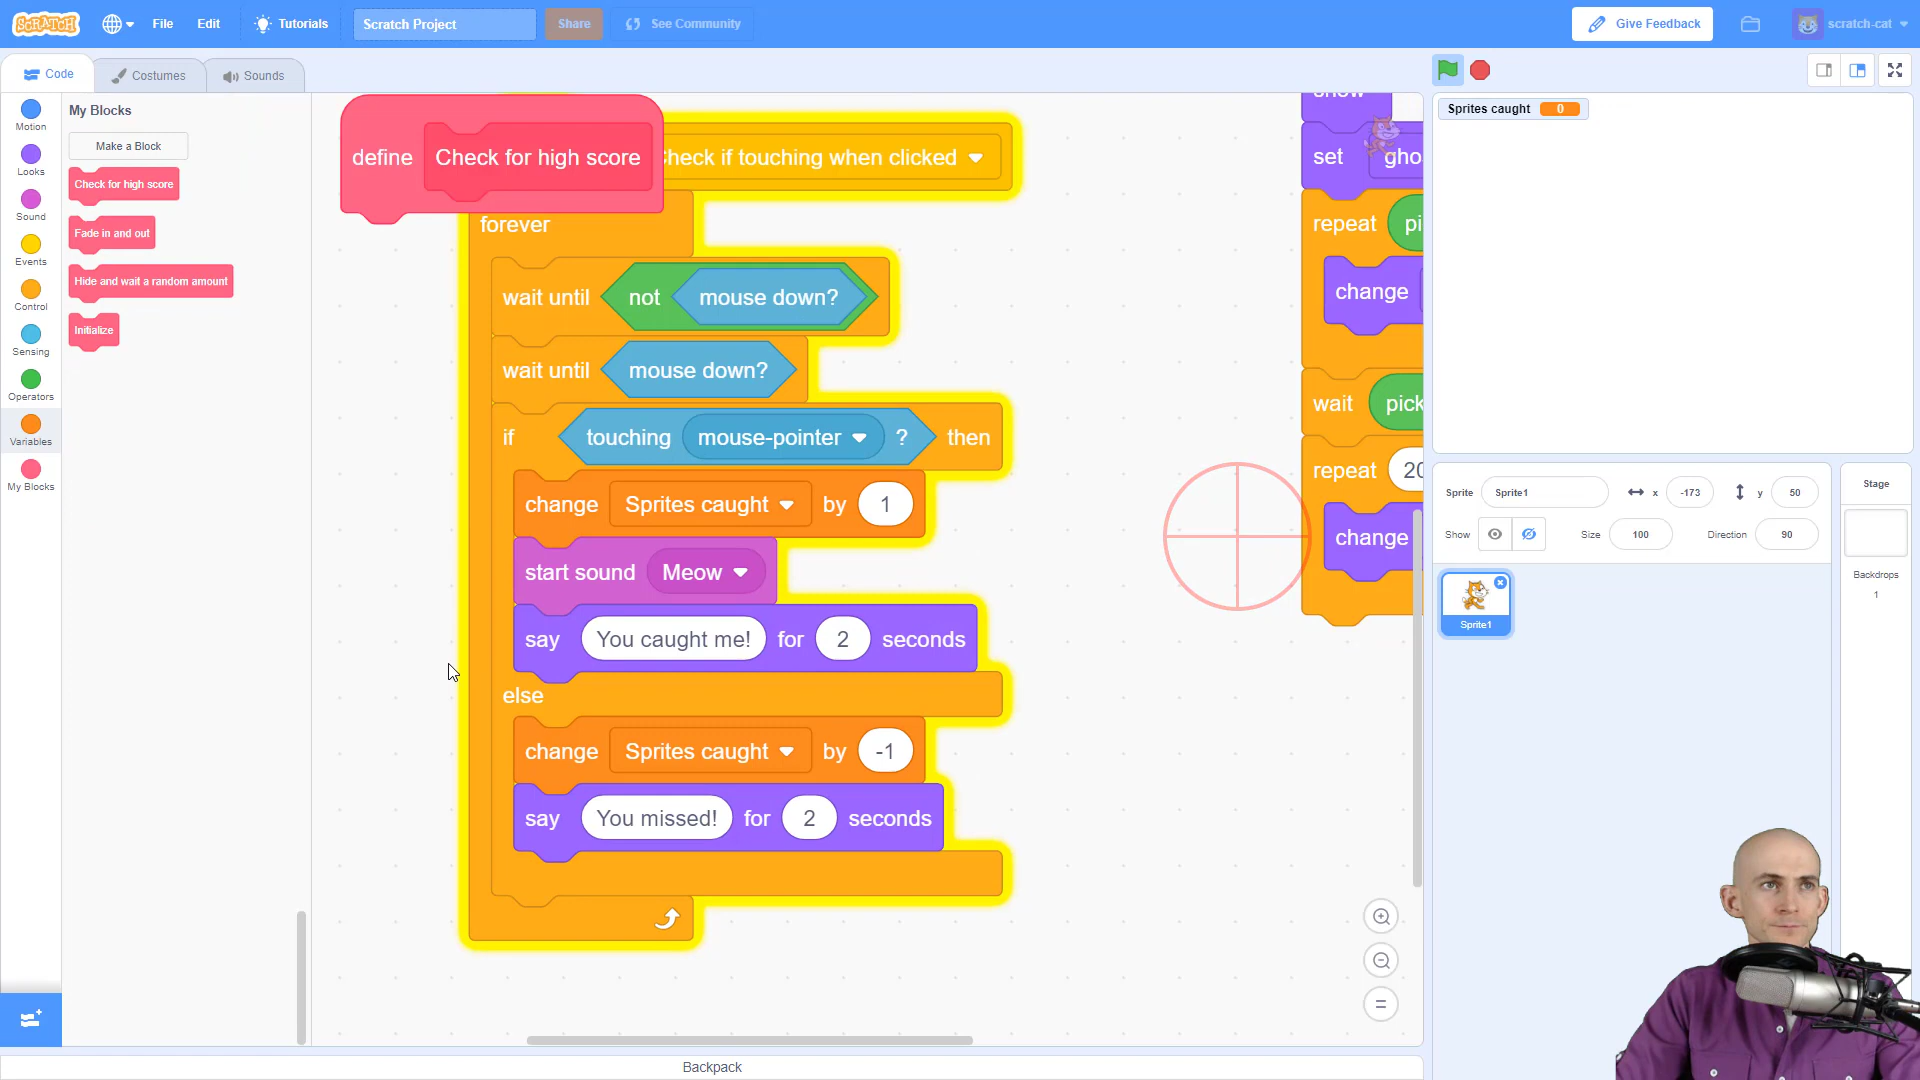 SCRATCH File Edit Tutorials Scratch Project Share See Community Give Feedback scratch-cat
Code Costumes Sounds
Motion
Looks
Sound
Events
Control
Sensing
Operators
Variables
My Blocks
My Blocks
Make a Block
Check for high score
Fade in and out
Hide and wait a random amount
Initialize
define Check for high score
Check if touching when clicked
forever
wait until not mouse down?
wait until mouse down?
if touching mouse-pointer ? then
change Sprites caught by 1
start sound Meow
say You caught me! for 2 seconds
else
change Sprites caught by -1
say You missed! for 2 seconds
show
set gho
repeat pi
change
wait pick
repeat 20
change
Sprites caught 0
Sprite Sprite1 x -173 y 50
Show Size 100 Direction 90
Sprite1
Stage
Backdrops
1
Backpack